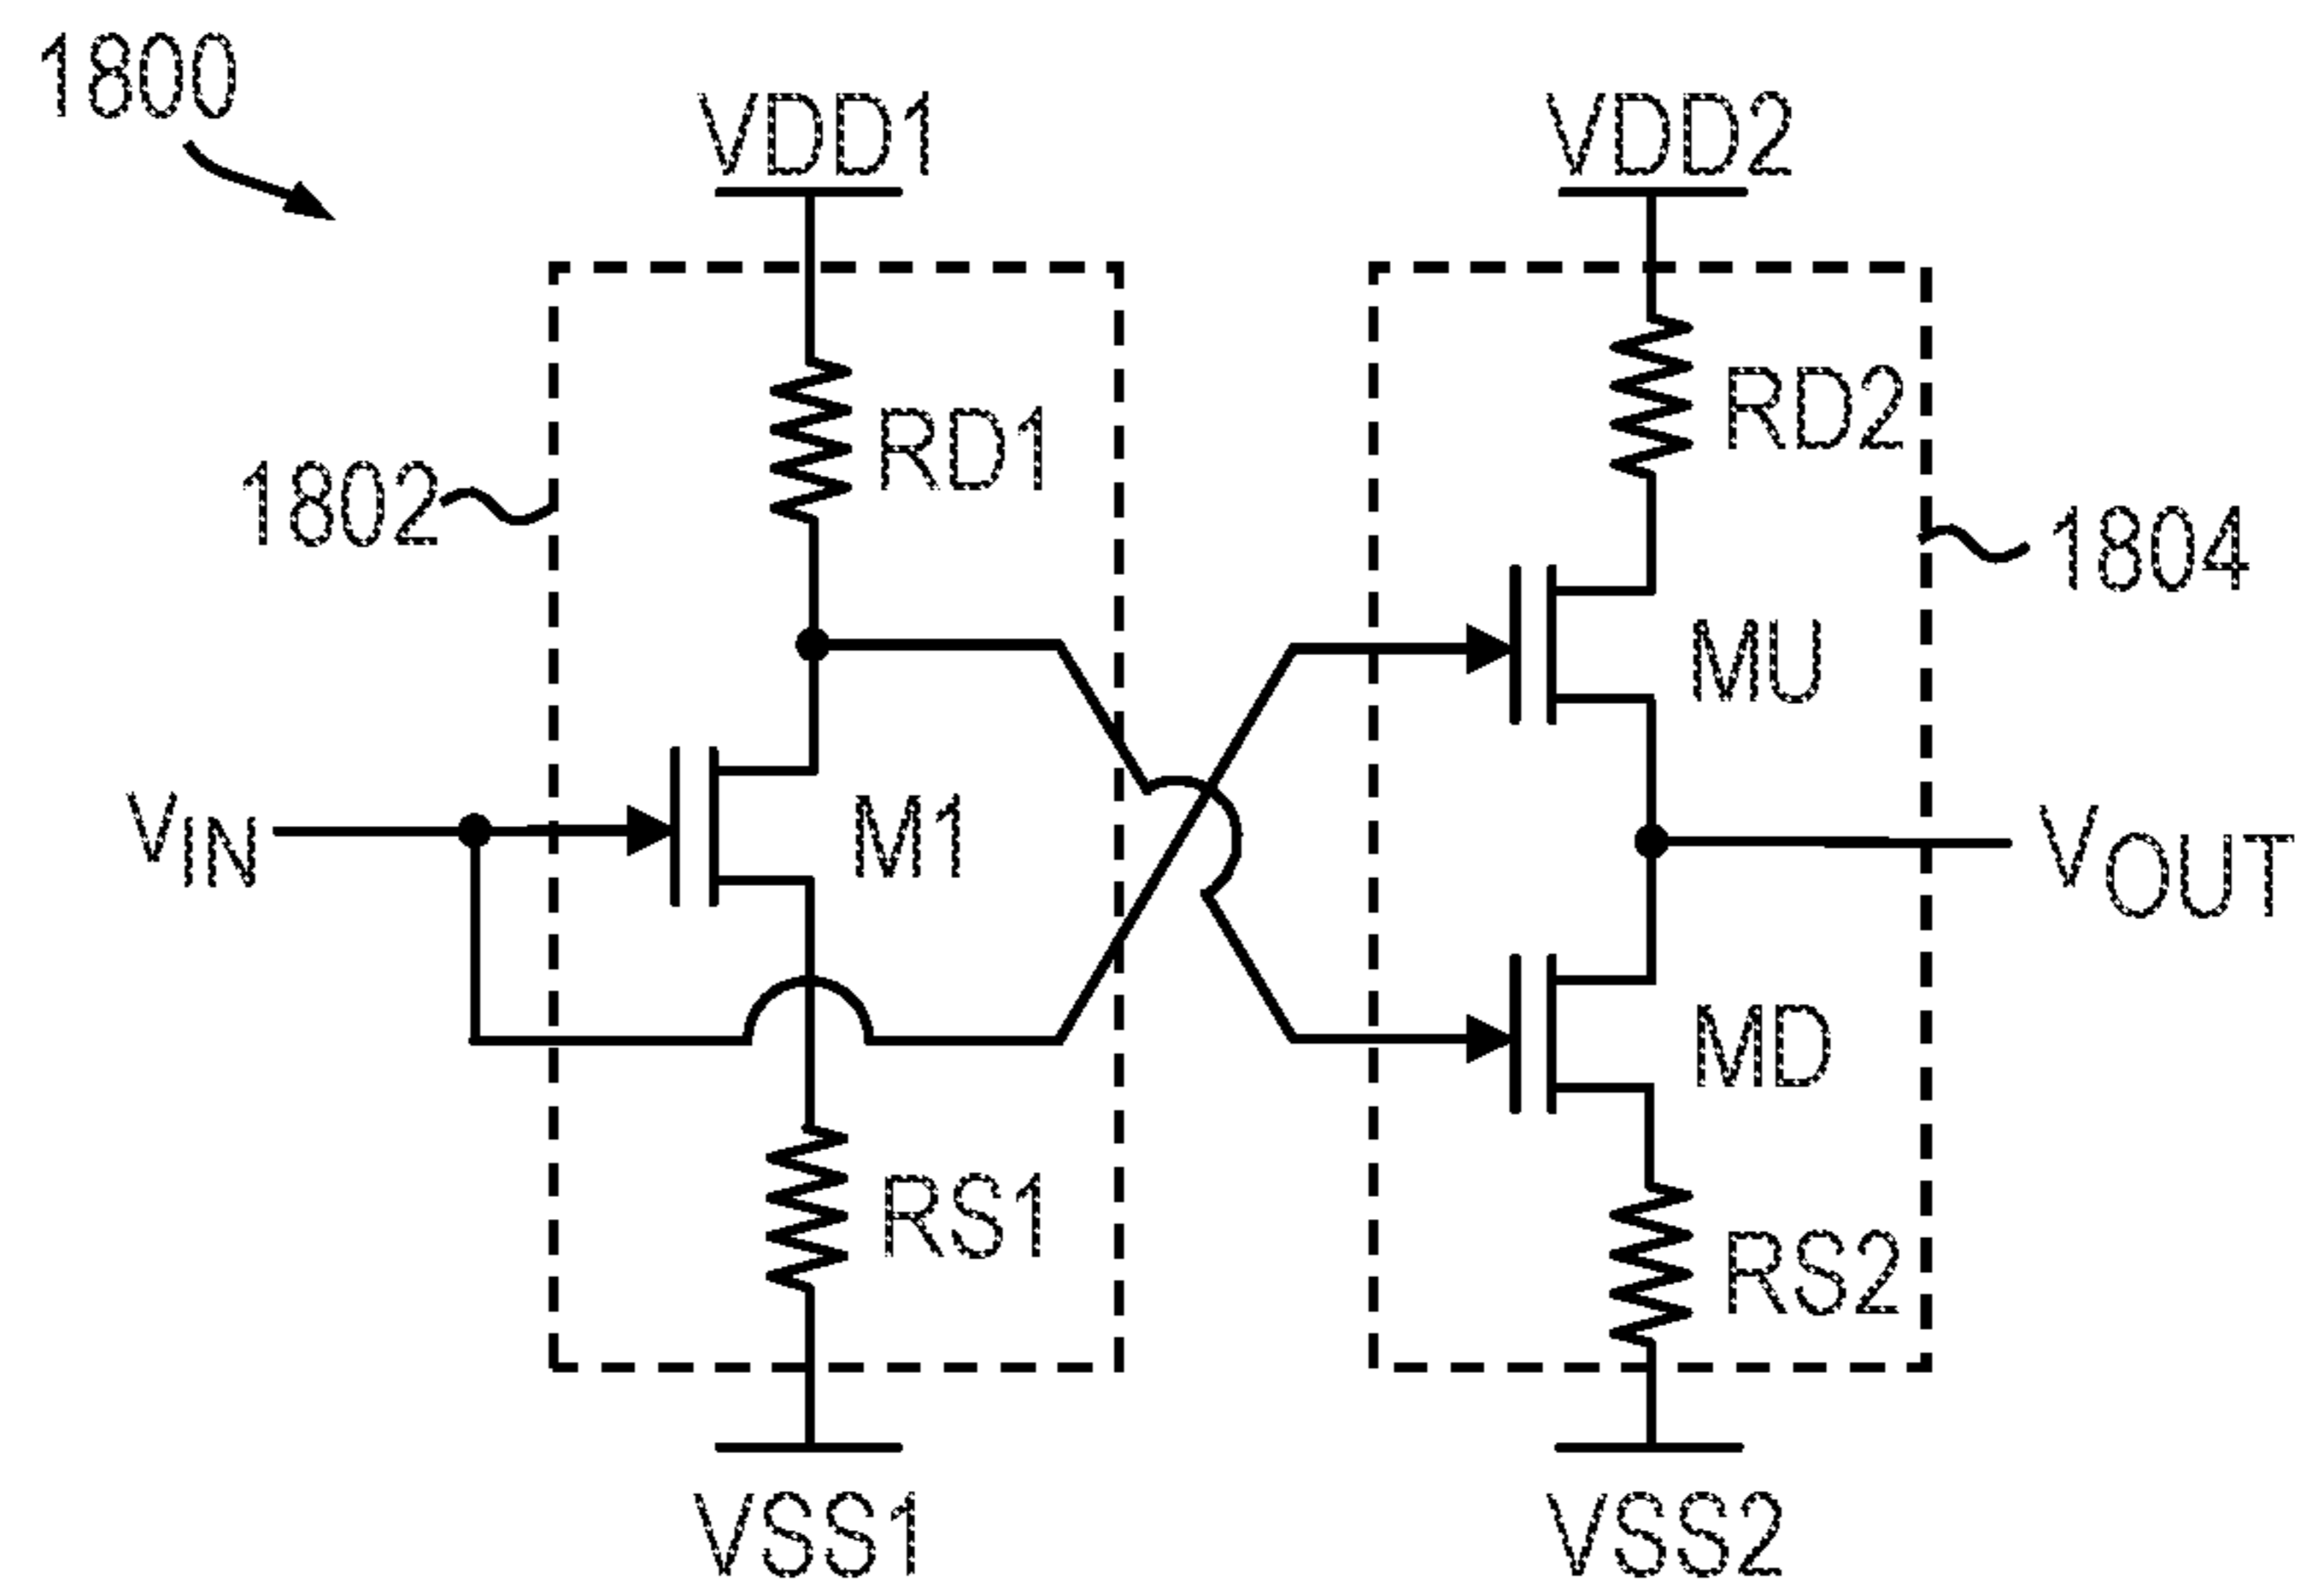 1800
VDD1
VDD2
RD1
RD2
1802
1804
MU
VIN
M1
VOUT
MD
RS1
RS2
VSS1
VSS2